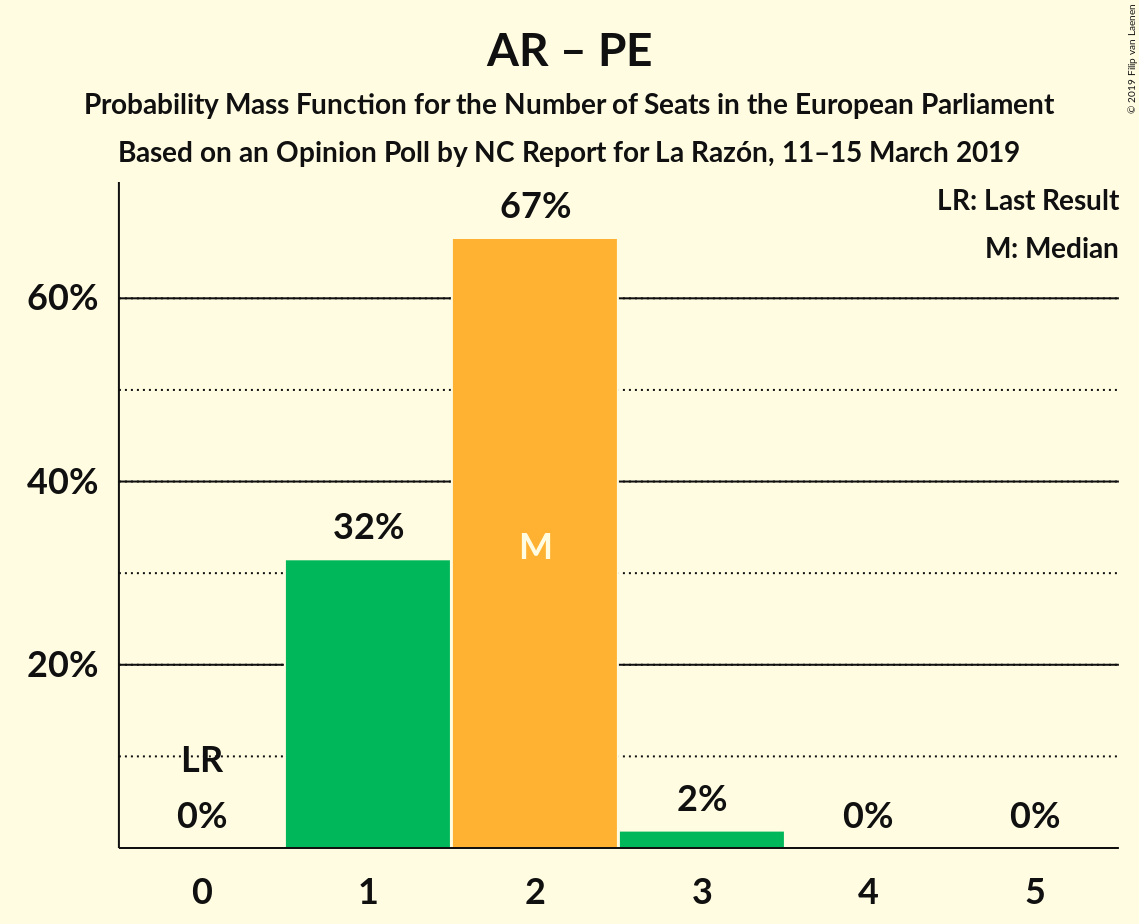 AR – PE
Probability Mass Function for the Number of Seats in the European Parliament
Based on an Opinion Poll by NC Report for La Razón, 11–15 March 2019
© 2019 Filip van Laenen
LR: Last Result
M: Median
67%
60%
40%
32%
M
20%
LR
0%
2%
0%
0%
0
1
2
3
4
5